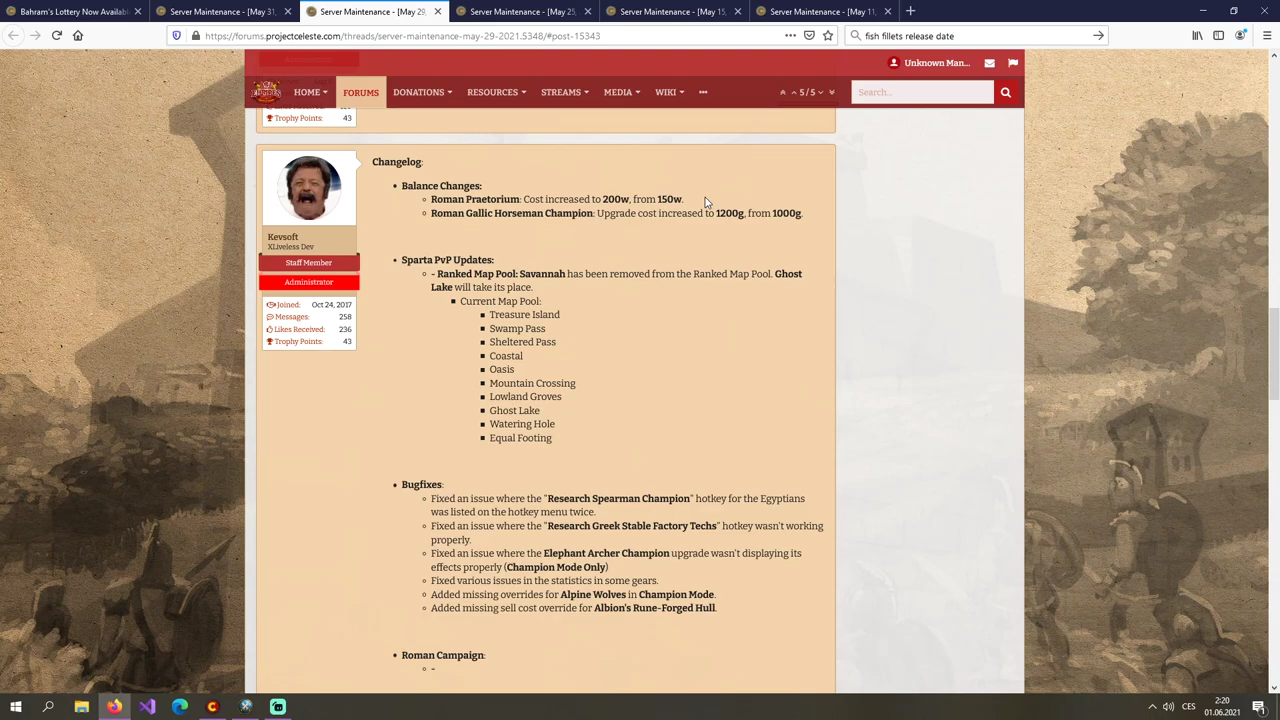 Bahram's Lottery Now Availabl
Server Maintenance - [May 31,
Server Maintenance - [May 29,
Server Maintenance - [May 25,
Server Maintenance - [May 15,
Server Maintenance - [May 11,
https://forums.projectceleste.com/threads/server-maintenance-may-29-2021.5348/#post-15343
fish fillets release date
Unknown Man...
HOME
FORUMS
DONATIONS
RESOURCES
STREAMS
MEDIA
WIKI
5 / 5
Search...
Trophy Points: 43
Changelog:
Balance Changes:
Roman Praetorium: Cost increased to 200w, from 150w.
Roman Gallic Horseman Champion: Upgrade cost increased to 1200g, from 1000g.
Kevsoft
XLiveless Dev
Staff Member
Administrator
Joined: Oct 24, 2017
Messages: 258
Likes Received: 236
Trophy Points: 43
Sparta PvP Updates:
- Ranked Map Pool: Savannah has been removed from the Ranked Map Pool. Ghost
Lake will take its place.
Current Map Pool:
Treasure Island
Swamp Pass
Sheltered Pass
Coastal
Oasis
Mountain Crossing
Lowland Groves
Ghost Lake
Watering Hole
Equal Footing
Bugfixes:
Fixed an issue where the "Research Spearman Champion" hotkey for the Egyptians
was listed on the hotkey menu twice.
Fixed an issue where the "Research Greek Stable Factory Techs" hotkey wasn't working
properly.
Fixed an issue where the Elephant Archer Champion upgrade wasn't displaying its
effects properly (Champion Mode Only)
Fixed various issues in the statistics in some gears.
Added missing overrides for Alpine Wolves in Champion Mode.
Added missing sell cost override for Albion's Rune-Forged Hull.
Roman Campaign:
-
CES
2:20
01.06.2021